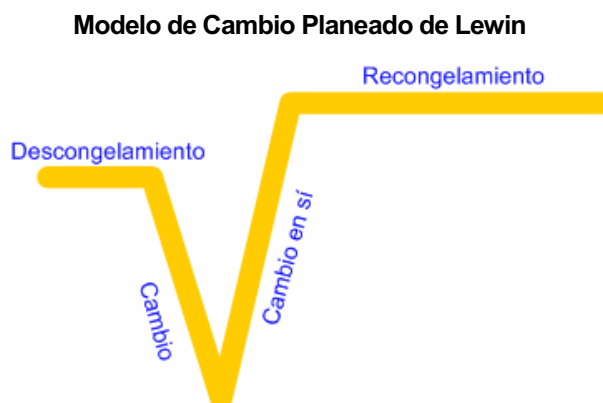 Modelo de Cambio Planeado de Lewin
Recongelamiento
Descongelamiento
Cambio
Cambio en sí